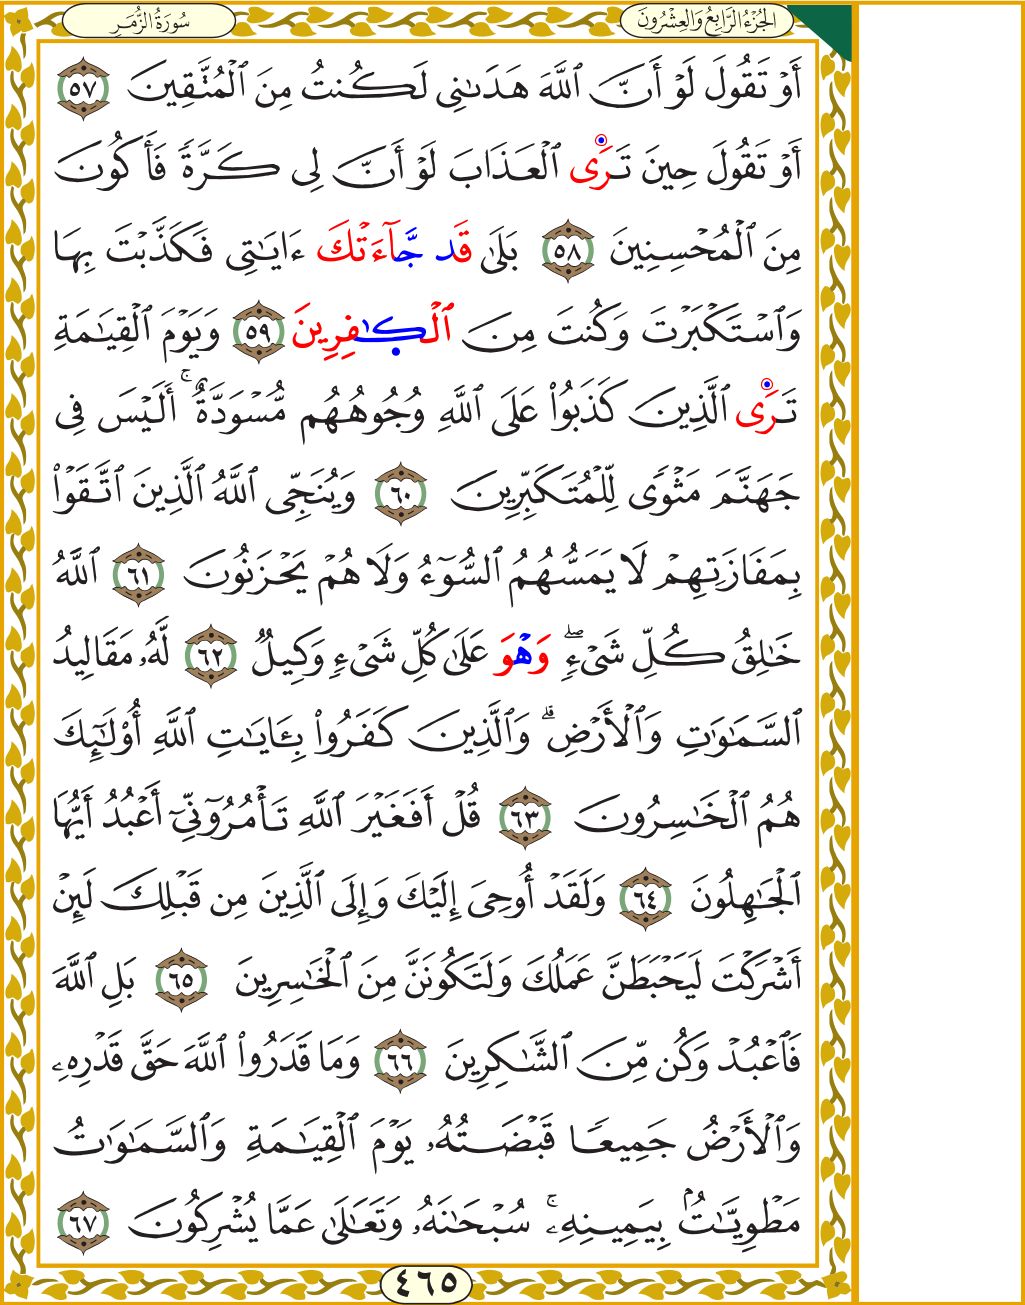 سُورَةُ الزُّمَرِ
الجُزْءُ الرَّابِعُ وَالعِشْرُونَ
أَوْ تَقُولَ لَوْ أَنَّ ٱللَّهَ هَدَىٰنِى لَكُنتُ مِنَ ٱلْمُتَّقِينَ ٥٧
أَوْ تَقُولَ حِينَ تَرَى ٱلْعَذَابَ لَوْ أَنَّ لِى كَرَّةً فَأَكُونَ
مِنَ ٱلْمُحْسِنِينَ ٥٨ بَلَىٰ قَد جَّآءَتْكَ ءَايَـٰتِى فَكَذَّبْتَ بِهَا
وَٱسْتَكْبَرْتَ وَكُنتَ مِنَ ٱلْكَـٰفِرِينَ ٥٩ وَيَوْمَ ٱلْقِيَـٰمَةِ
تَرَى ٱلَّذِينَ كَذَبُوا۟ عَلَى ٱللَّهِ وُجُوهُهُم مُّسْوَدَّةٌ ۚ أَلَيْسَ فِى
جَهَنَّمَ مَثْوًى لِّلْمُتَكَبِّرِينَ ٦٠ وَيُنَجِّى ٱللَّهُ ٱلَّذِينَ ٱتَّقَوْا۟
بِمَفَازَتِهِمْ لَا يَمَسُّهُمُ ٱلسُّوٓءُ وَلَا هُمْ يَحْزَنُونَ ٦١ ٱللَّهُ
خَـٰلِقُ كُلِّ شَىْءٍ ۖ وَهْوَ عَلَىٰ كُلِّ شَىْءٍ وَكِيلٌ ٦٢ لَّهُۥ مَقَالِيدُ
ٱلسَّمَـٰوَٰتِ وَٱلْأَرْضِ ۗ وَٱلَّذِينَ كَفَرُوا۟ بِـَٔايَـٰتِ ٱللَّهِ أُو۟لَـٰٓئِكَ
هُمُ ٱلْخَـٰسِرُونَ ٦٣ قُلْ أَفَغَيْرَ ٱللَّهِ تَأْمُرُوٓنِّىٓ أَعْبُدُ أَيُّهَا
ٱلْجَـٰهِلُونَ ٦٤ وَلَقَدْ أُوحِىَ إِلَيْكَ وَإِلَى ٱلَّذِينَ مِن قَبْلِكَ لَئِنْ
أَشْرَكْتَ لَيَحْبَطَنَّ عَمَلُكَ وَلَتَكُونَنَّ مِنَ ٱلْخَـٰسِرِينَ ٦٥ بَلِ ٱللَّهَ
فَٱعْبُدْ وَكُن مِّنَ ٱلشَّـٰكِرِينَ ٦٦ وَمَا قَدَرُوا۟ ٱللَّهَ حَقَّ قَدْرِهِۦ
وَٱلْأَرْضُ جَمِيعًا قَبْضَتُهُۥ يَوْمَ ٱلْقِيَـٰمَةِ وَٱلسَّمَـٰوَٰتُ
مَطْوِيَّـٰتٌۢ بِيَمِينِهِۦ ۚ سُبْحَـٰنَهُۥ وَتَعَـٰلَىٰ عَمَّا يُشْرِكُونَ ٦٧
٤٦٥